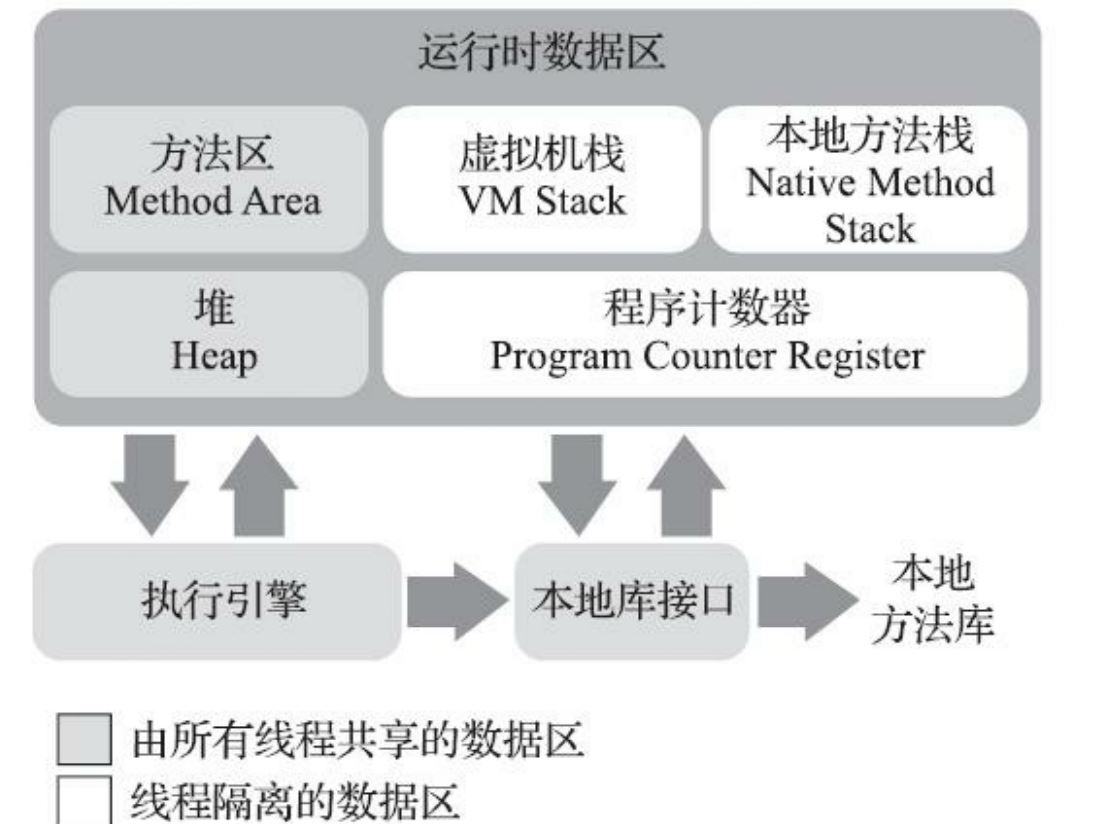 运行时数据区
方法区
Method Area
虚拟机栈
VM Stack
本地方法栈
Native Method
Stack
堆
Heap
程序计数器
Program Counter Register
执行引擎
本地库接口
本地
方法库
由所有线程共享的数据区
线程隔离的数据区